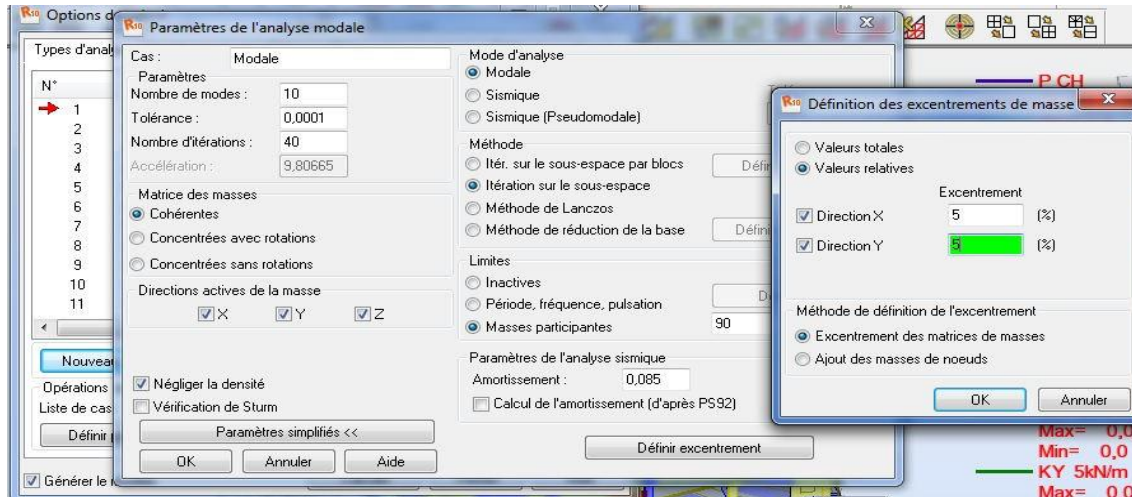 Options d
Types d'anal
N°
1
2
3
4
5
6
7
8
9
10
11
Nouveau
Opérations
Liste de cas
Définir
Générer le
Paramètres de l'analyse modale
Cas : Modale
Paramètres
Nombre de modes : 10
Tolérance : 0,0001
Nombre d'itérations : 40
Accélération : 9,80665
Matrice des masses
Cohérentes
Concentrées avec rotations
Concentrées sans rotations
Directions actives de la masse
X Y Z
Négliger la densité
Vérification de Sturm
Paramètres simplifiés <<
OK Annuler Aide
Mode d'analyse
Modale
Sismique
Sismique (Pseudomodale)
Méthode
Itér. sur le sous-espace par blocs Défin
Itération sur le sous-espace
Méthode de Lanczos
Méthode de réduction de la base Défini
Limites
Inactives D
Période, fréquence, pulsation
Masses participantes 90
Paramètres de l'analyse sismique
Amortissement : 0,085
Calcul de l'amortissement (d'après PS92)
Définir excentrement
P CH
Définition des excentrements de masse
Valeurs totales
Valeurs relatives
Excentrement
Direction X 5 (%)
Direction Y 5 (%)
Méthode de définition de l'excentrement
Excentrement des matrices de masses
Ajout des masses de noeuds
OK Annuler
Max= 0,0
Min= 0,0
KY 5kN/m
Max= 0,0